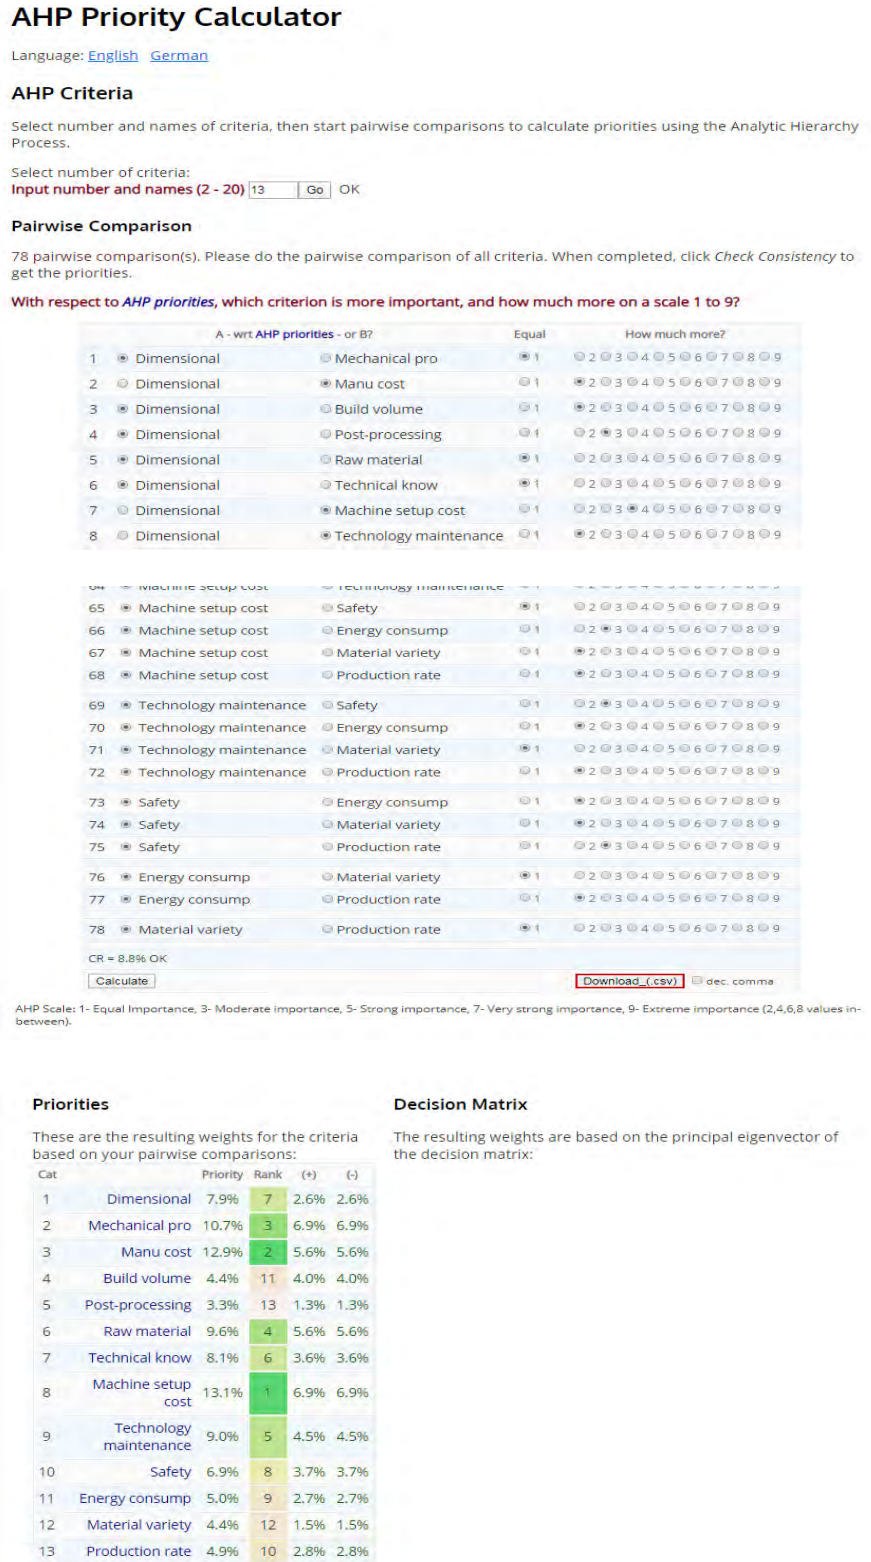 AHP Priority Calculator
Language: English German
AHP Criteria
Select number and names of criteria, then start pairwise comparisons to calculate priorities using the Analytic Hierarchy
Process.
Select number of criteria:
Input number and names (2 - 20) 13 Go OK
Pairwise Comparison
78 pairwise comparison(s). Please do the pairwise comparison of all criteria. When completed, click Check Consistency to
get the priorities.
With respect to AHP priorities, which criterion is more important, and how much more on a scale 1 to 9?
A - wrt AHP priorities - or B? Equal How much more?
1 Dimensional Mechanical pro 1 2 3 4 5 6 7 8 9
2 Dimensional Manu cost 1 2 3 4 5 6 7 8 9
3 Dimensional Build volume 1 2 3 4 5 6 7 8 9
4 Dimensional Post-processing 1 2 3 4 5 6 7 8 9
5 Dimensional Raw material 1 2 3 4 5 6 7 8 9
6 Dimensional Technical know 1 2 3 4 5 6 7 8 9
7 Dimensional Machine setup cost 1 2 3 4 5 6 7 8 9
8 Dimensional Technology maintenance 1 2 3 4 5 6 7 8 9
64 Machine setup cost Technology maintenance
65 Machine setup cost Safety 1 2 3 4 5 6 7 8 9
66 Machine setup cost Energy consump 1 2 3 4 5 6 7 8 9
67 Machine setup cost Material variety 1 2 3 4 5 6 7 8 9
68 Machine setup cost Production rate 1 2 3 4 5 6 7 8 9
69 Technology maintenance Safety 1 2 3 4 5 6 7 8 9
70 Technology maintenance Energy consump 1 2 3 4 5 6 7 8 9
71 Technology maintenance Material variety 1 2 3 4 5 6 7 8 9
72 Technology maintenance Production rate 1 2 3 4 5 6 7 8 9
73 Safety Energy consump 1 2 3 4 5 6 7 8 9
74 Safety Material variety 1 2 3 4 5 6 7 8 9
75 Safety Production rate 1 2 3 4 5 6 7 8 9
76 Energy consump Material variety 1 2 3 4 5 6 7 8 9
77 Energy consump Production rate 1 2 3 4 5 6 7 8 9
78 Material variety Production rate 1 2 3 4 5 6 7 8 9
CR = 8.8% OK
Calculate Download_(.csv) dec. comma
AHP Scale: 1- Equal Importance, 3- Moderate importance, 5- Strong importance, 7- Very strong importance, 9- Extreme importance (2,4,6,8 values in-
between).
Priorities
These are the resulting weights for the criteria
based on your pairwise comparisons:
Cat Priority Rank (+) (-)
1 Dimensional 7.9% 7 2.6% 2.6%
2 Mechanical pro 10.7% 3 6.9% 6.9%
3 Manu cost 12.9% 2 5.6% 5.6%
4 Build volume 4.4% 11 4.0% 4.0%
5 Post-processing 3.3% 13 1.3% 1.3%
6 Raw material 9.6% 4 5.6% 5.6%
7 Technical know 8.1% 6 3.6% 3.6%
8 Machine setup cost 13.1% 1 6.9% 6.9%
9 Technology maintenance 9.0% 5 4.5% 4.5%
10 Safety 6.9% 8 3.7% 3.7%
11 Energy consump 5.0% 9 2.7% 2.7%
12 Material variety 4.4% 12 1.5% 1.5%
13 Production rate 4.9% 10 2.8% 2.8%
Decision Matrix
The resulting weights are based on the principal eigenvector of
the decision matrix: